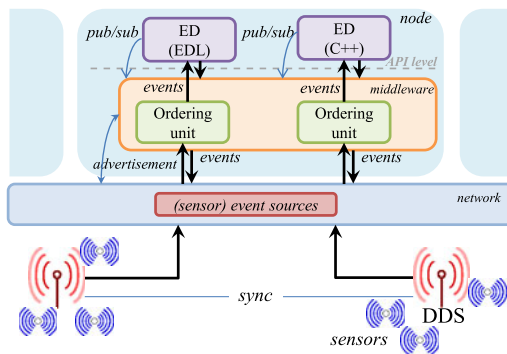 node
pub/sub
ED
(EDL)
pub/sub
ED
(C++)
API level
events
events
middleware
Ordering
unit
Ordering
unit
advertisement
events
events
network
(sensor) event sources
sync
DDS
sensors